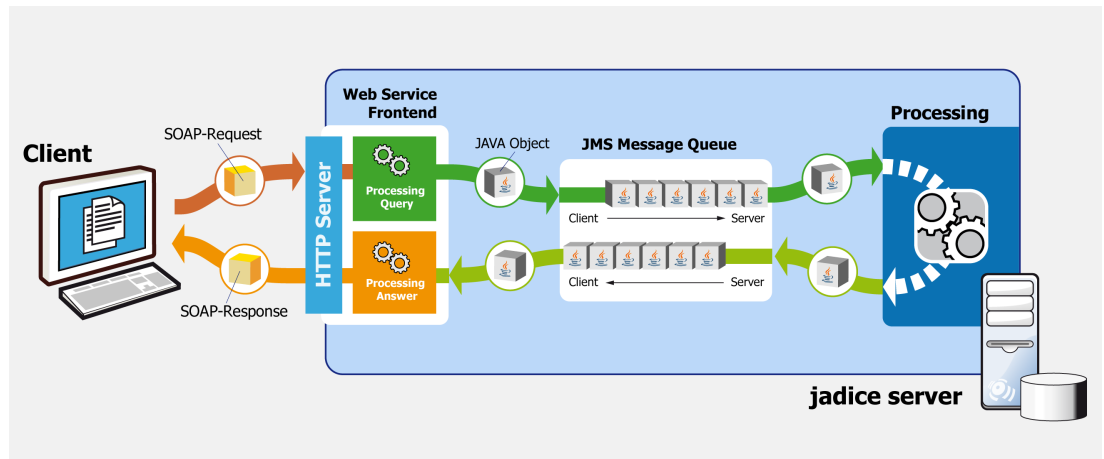 Web Service
Frontend
Processing
Client
SOAP-Request
JAVA Object
JMS Message Queue
HTTP Server
Processing
Query
Client
Server
Processing
Answer
Client
Server
SOAP-Response
jadice server